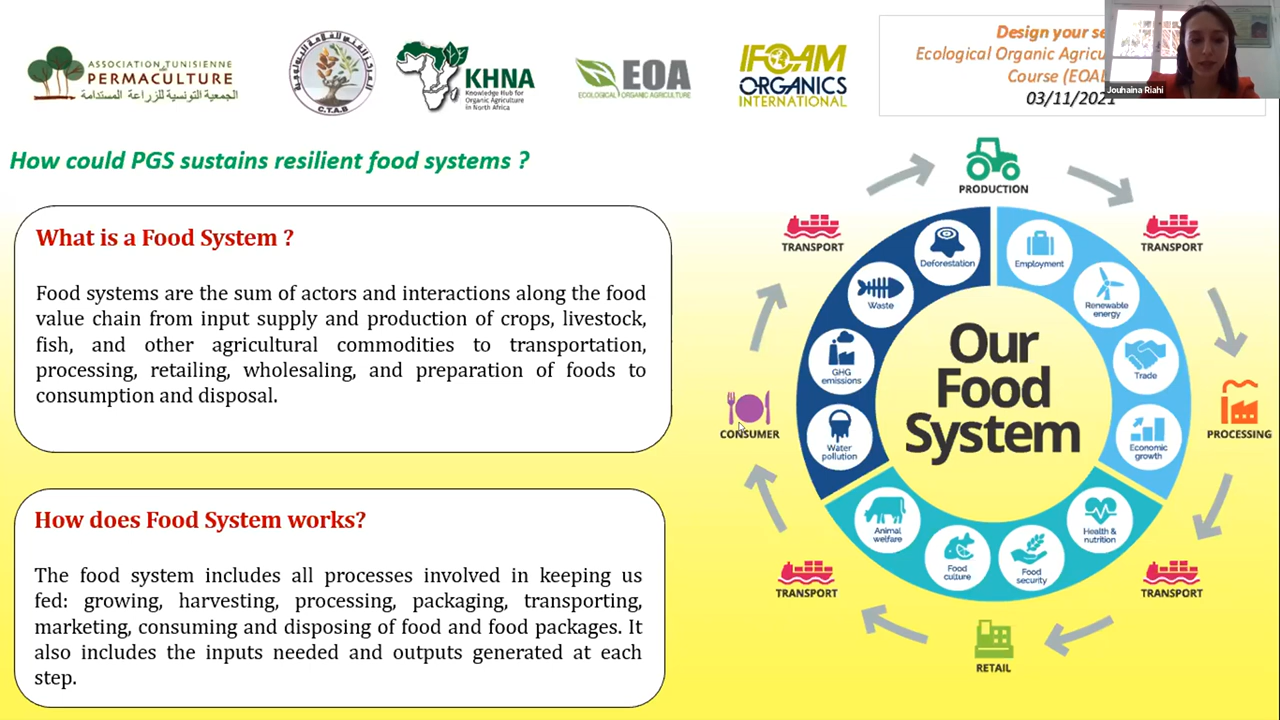 ASSOCIATION TUNISIENNE
PERMACULTURE
الجمعية التونسية للزراعة المستدامة
C.T.A.B
KHNA
Knowledge Hub for
Organic Agriculture
in North Africa
EOA
ECOLOGICAL ORGANIC AGRICULTURE
IFOAM
ORGANICS
INTERNATIONAL
Design your se
Ecological Organic Agricu
Course (EOAL
03/11/2021
Jouhaina Riahi
How could PGS sustains resilient food systems ?
What is a Food System ?
Food systems are the sum of actors and interactions along the food
value chain from input supply and production of crops, livestock,
fish, and other agricultural commodities to transportation,
processing, retailing, wholesaling, and preparation of foods to
consumption and disposal.
How does Food System works?
The food system includes all processes involved in keeping us
fed: growing, harvesting, processing, packaging, transporting,
marketing, consuming and disposing of food and food packages. It
also includes the inputs needed and outputs generated at each
step.
PRODUCTION
TRANSPORT
PROCESSING
TRANSPORT
RETAIL
TRANSPORT
CONSUMER
TRANSPORT
Our
Food
System
Employment
Renewable
energy
Trade
Economic
growth
Health &
nutrition
Food
security
Food
culture
Animal
welfare
Water
pollution
GHG
emissions
Waste
Deforestation